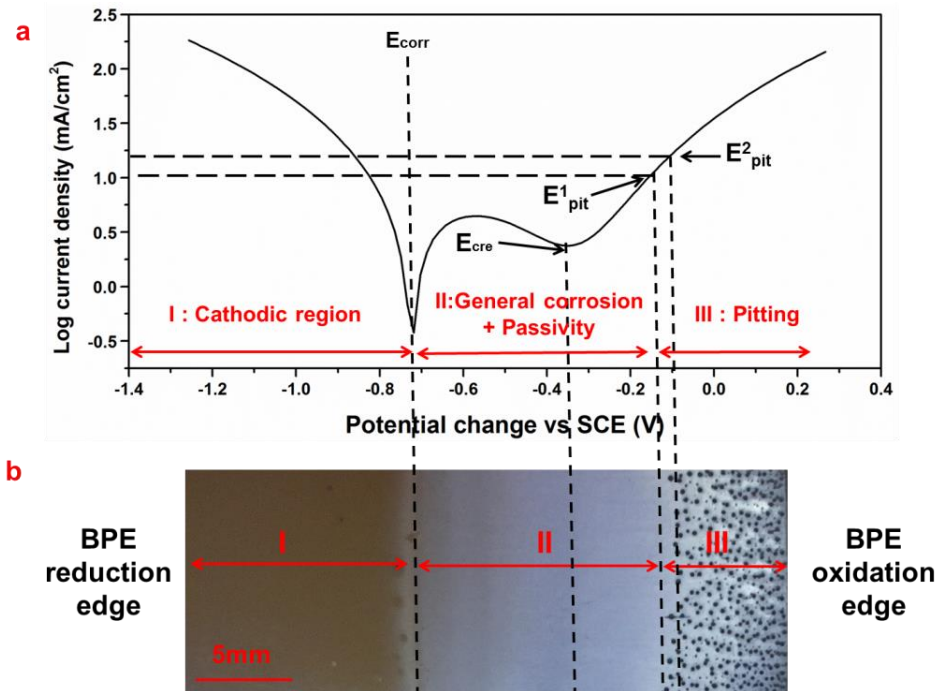 a
2.5
2.0
1.5
1.0
0.5
0.0
-0.5
Log current density (mA/cm²)
Ecorr
E²pit
E¹pit
Ecre
I : Cathodic region
II:General corrosion
+ Passivity
III : Pitting
-1.4 -1.2 -1.0 -0.8 -0.6 -0.4 -0.2 0.0 0.2 0.4
Potential change vs SCE (V)
b
BPE
reduction
edge
I
II
III
5mm
BPE
oxidation
edge